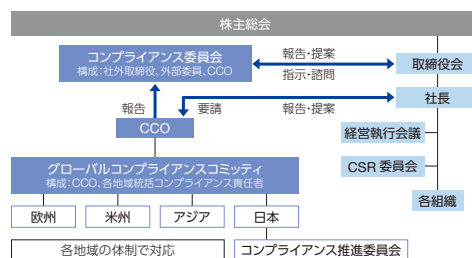 株主総会
コンプライアンス委員会
構成:社外取締役、外部委員、CCO
報告・提案
指示・諮問
取締役会
社長
報告
要請
報告・提案
CCO
経営執行会議
グローバルコンプライアンスコミッティ
構成:CCO、各地域統括コンプライアンス責任者
CSR 委員会
各組織
欧州
米州
アジア
日本
各地域の体制で対応
コンプライアンス推進委員会